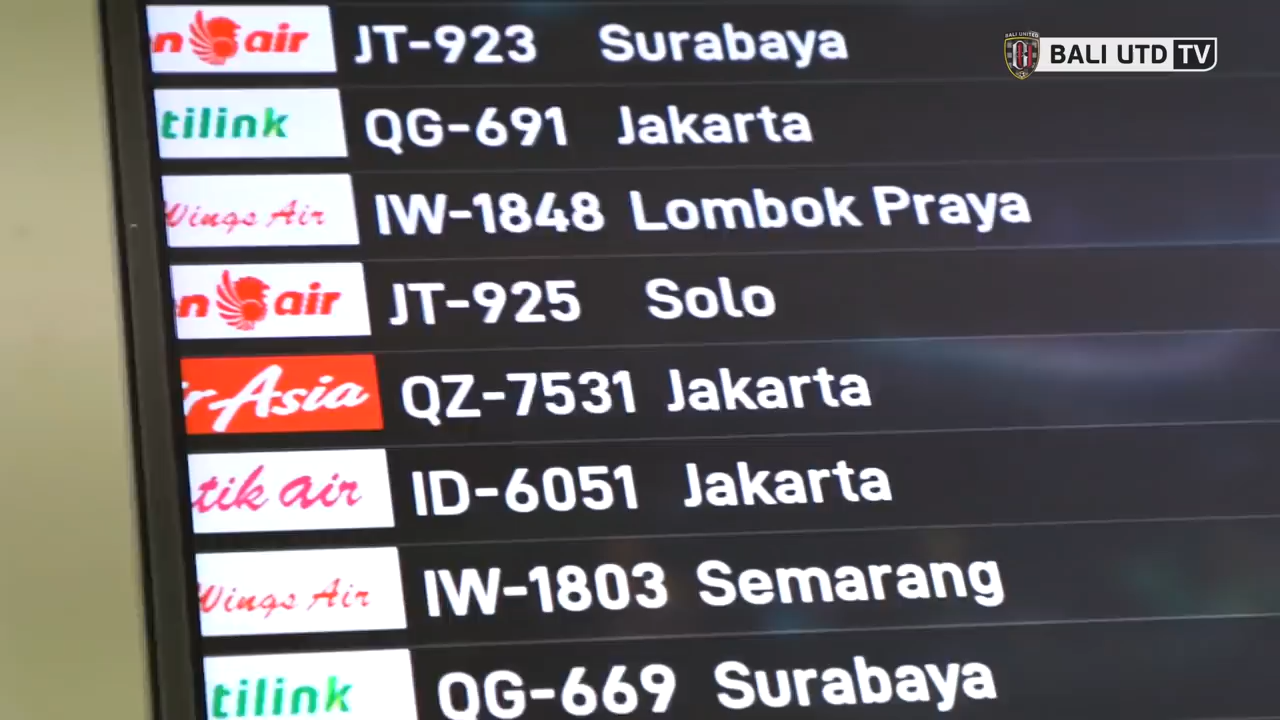 n air JT-923 Surabaya
BALI UTD TV
tilink QG-691 Jakarta
Wings Air IW-1848 Lombok Praya
n air JT-925 Solo
r Asia QZ-7531 Jakarta
tik air ID-6051 Jakarta
Wings Air IW-1803 Semarang
tilink QG-669 Surabaya